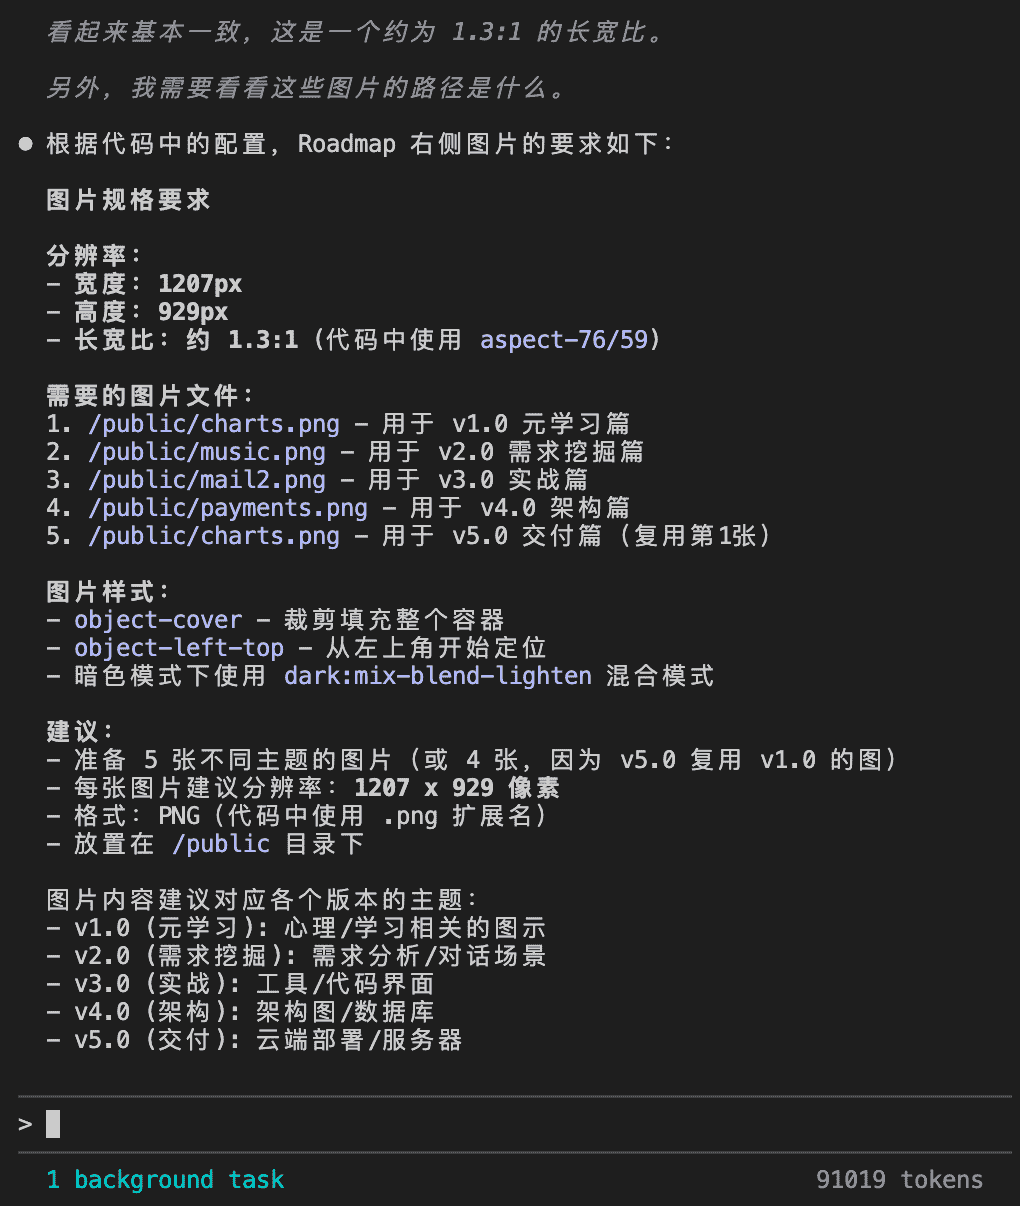 看起来基本一致，这是一个约为 1.3:1 的长宽比。
另外，我需要看看这些图片的路径是什么。
● 根据代码中的配置，Roadmap 右侧图片的要求如下：
图片规格要求
分辨率：
- 宽度：1207px
- 高度：929px
- 长宽比：约 1.3:1（代码中使用 aspect-76/59）
需要的图片文件：
1. /public/charts.png - 用于 v1.0 元学习篇
2. /public/music.png - 用于 v2.0 需求挖掘篇
3. /public/mail2.png - 用于 v3.0 实战篇
4. /public/payments.png - 用于 v4.0 架构篇
5. /public/charts.png - 用于 v5.0 交付篇（复用第1张）
图片样式：
- object-cover - 裁剪填充整个容器
- object-left-top - 从左上角开始定位
- 暗色模式下使用 dark:mix-blend-lighten 混合模式
建议：
- 准备 5 张不同主题的图片（或 4 张，因为 v5.0 复用 v1.0 的图）
- 每张图片建议分辨率：1207 x 929 像素
- 格式：PNG（代码中使用 .png 扩展名）
- 放置在 /public 目录下
图片内容建议对应各个版本的主题：
- v1.0（元学习）：心理/学习相关的图示
- v2.0（需求挖掘）：需求分析/对话场景
- v3.0（实战）：工具/代码界面
- v4.0（架构）：架构图/数据库
- v5.0（交付）：云端部署/服务器
>
1 background task 91019 tokens